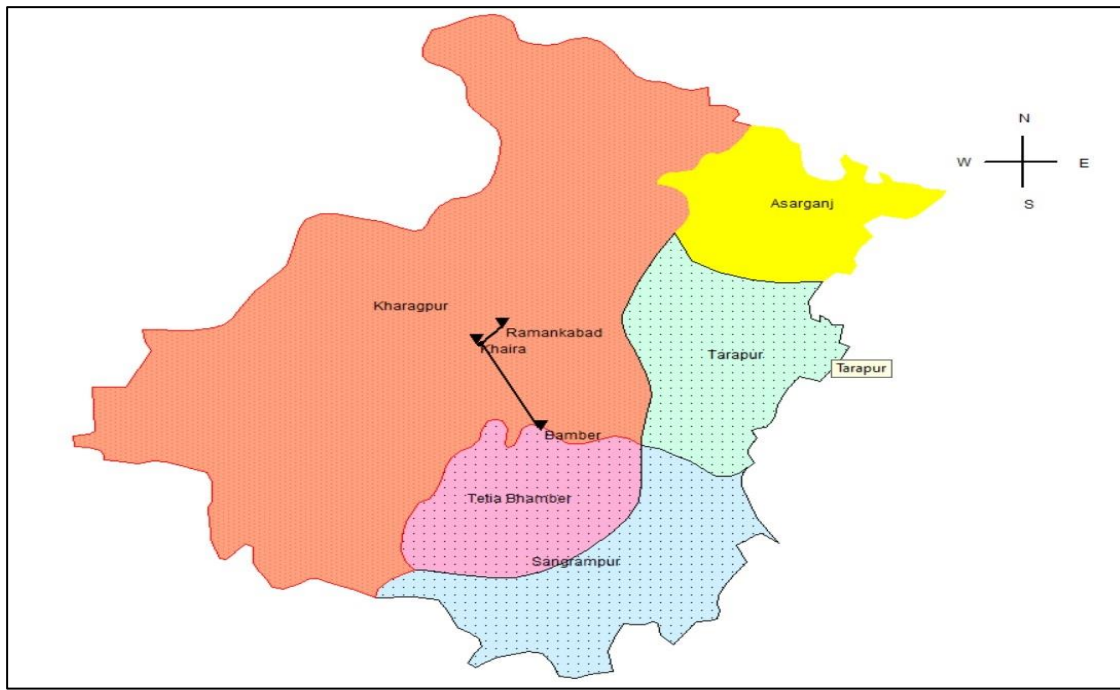 N
W
E
S
Asarganj
Kharagpur
Ramankabad
Khaira
Tarapur
Tarapur
Bamber
Tetia Bhamber
Sangrampur